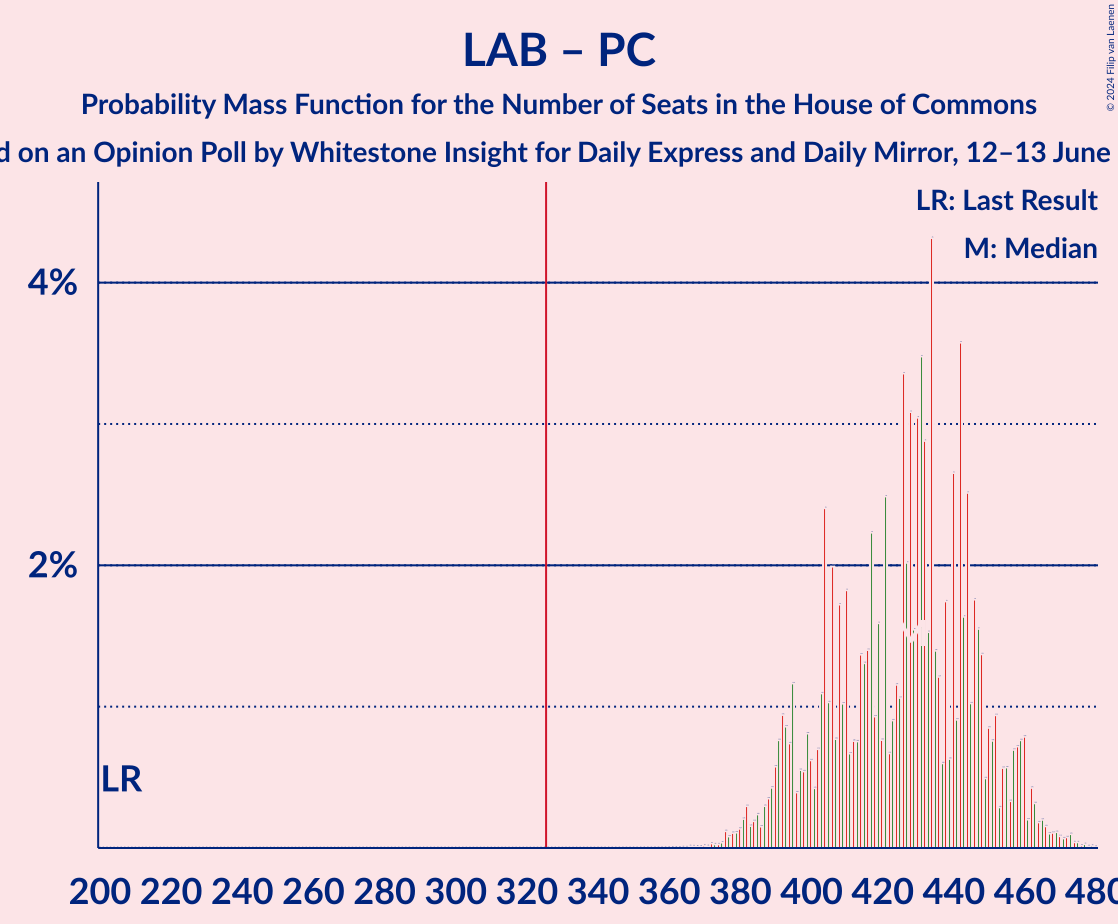 LAB – PC
Probability Mass Function for the Number of Seats in the House of Commons
on an Opinion Poll by Whitestone Insight for Daily Express and Daily Mirror, 12–13 June
© 2024 Filip van Laenen
LR: Last Result
M: Median
4%
2%
LR
200 220 240 260 280 300 320 340 360 380 400 420 440 460 480